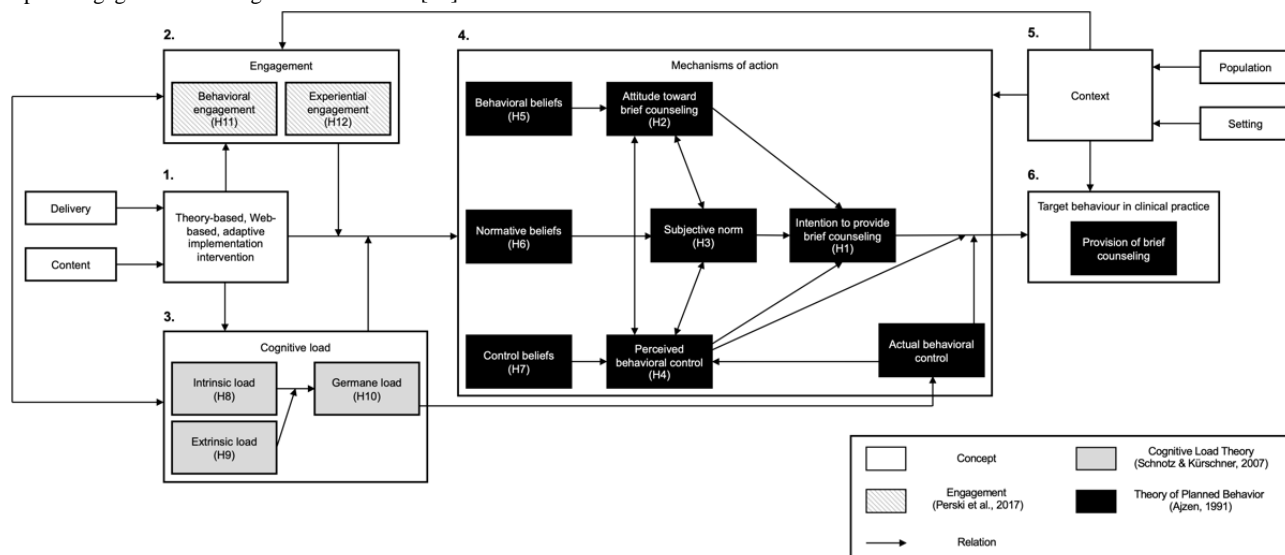 2.
Engagement
Behavioral
engagement
(H11)
Experiential
engagement
(H12)
1.
Theory-based, Web-
based, adaptive
implementation
intervention
Delivery
Content
3.
Cognitive load
Intrinsic load
(H8)
Germane load
(H10)
Extrinsic load
(H9)
4.
Mechanisms of action
Behavioral beliefs
(H5)
Attitude toward
brief counseling
(H2)
Normative beliefs
(H6)
Subjective norm
(H3)
Intention to provide
brief counseling
(H1)
Control beliefs
(H7)
Perceived
behavioral control
(H4)
Actual behavioral
control
5.
Context
Population
Setting
6.
Target behaviour in clinical practice
Provision of brief
counseling
Concept
Cognitive Load Theory
(Schnotz & Kürschner, 2007)
Engagement
(Perski et al., 2017)
Theory of Planned Behavior
(Ajzen, 1991)
Relation